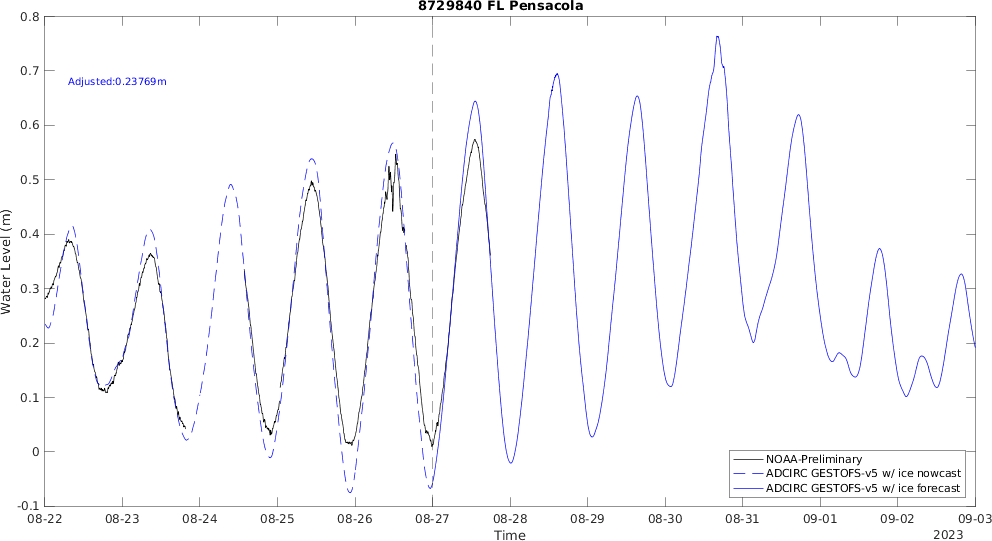 8729840 FL Pensacola
0.8
0.7
0.6
0.5
0.4
0.3
0.2
0.1
0
-0.1
Water Level (m)
Adjusted:0.23769m
NOAA-Preliminary
ADCIRC GESTOFS-v5 w/ ice nowcast
ADCIRC GESTOFS-v5 w/ ice forecast
08-22 08-23 08-24 08-25 08-26 08-27 08-28 08-29 08-30 08-31 09-01 09-02 09-03
Time
2023